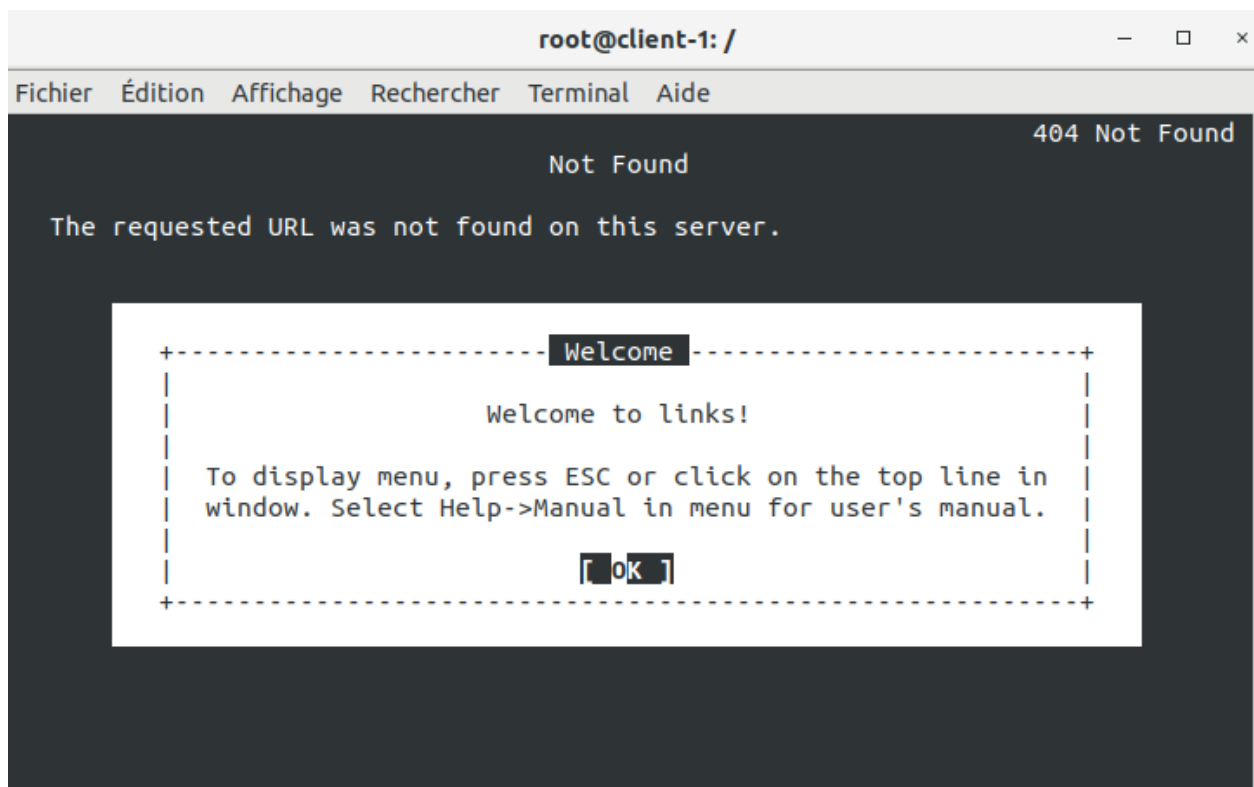 root@client-1: /
Fichier Édition Affichage Rechercher Terminal Aide
404 Not Found
Not Found
The requested URL was not found on this server.
Welcome
Welcome to links!
To display menu, press ESC or click on the top line in
window. Select Help->Manual in menu for user's manual.
[ OK ]